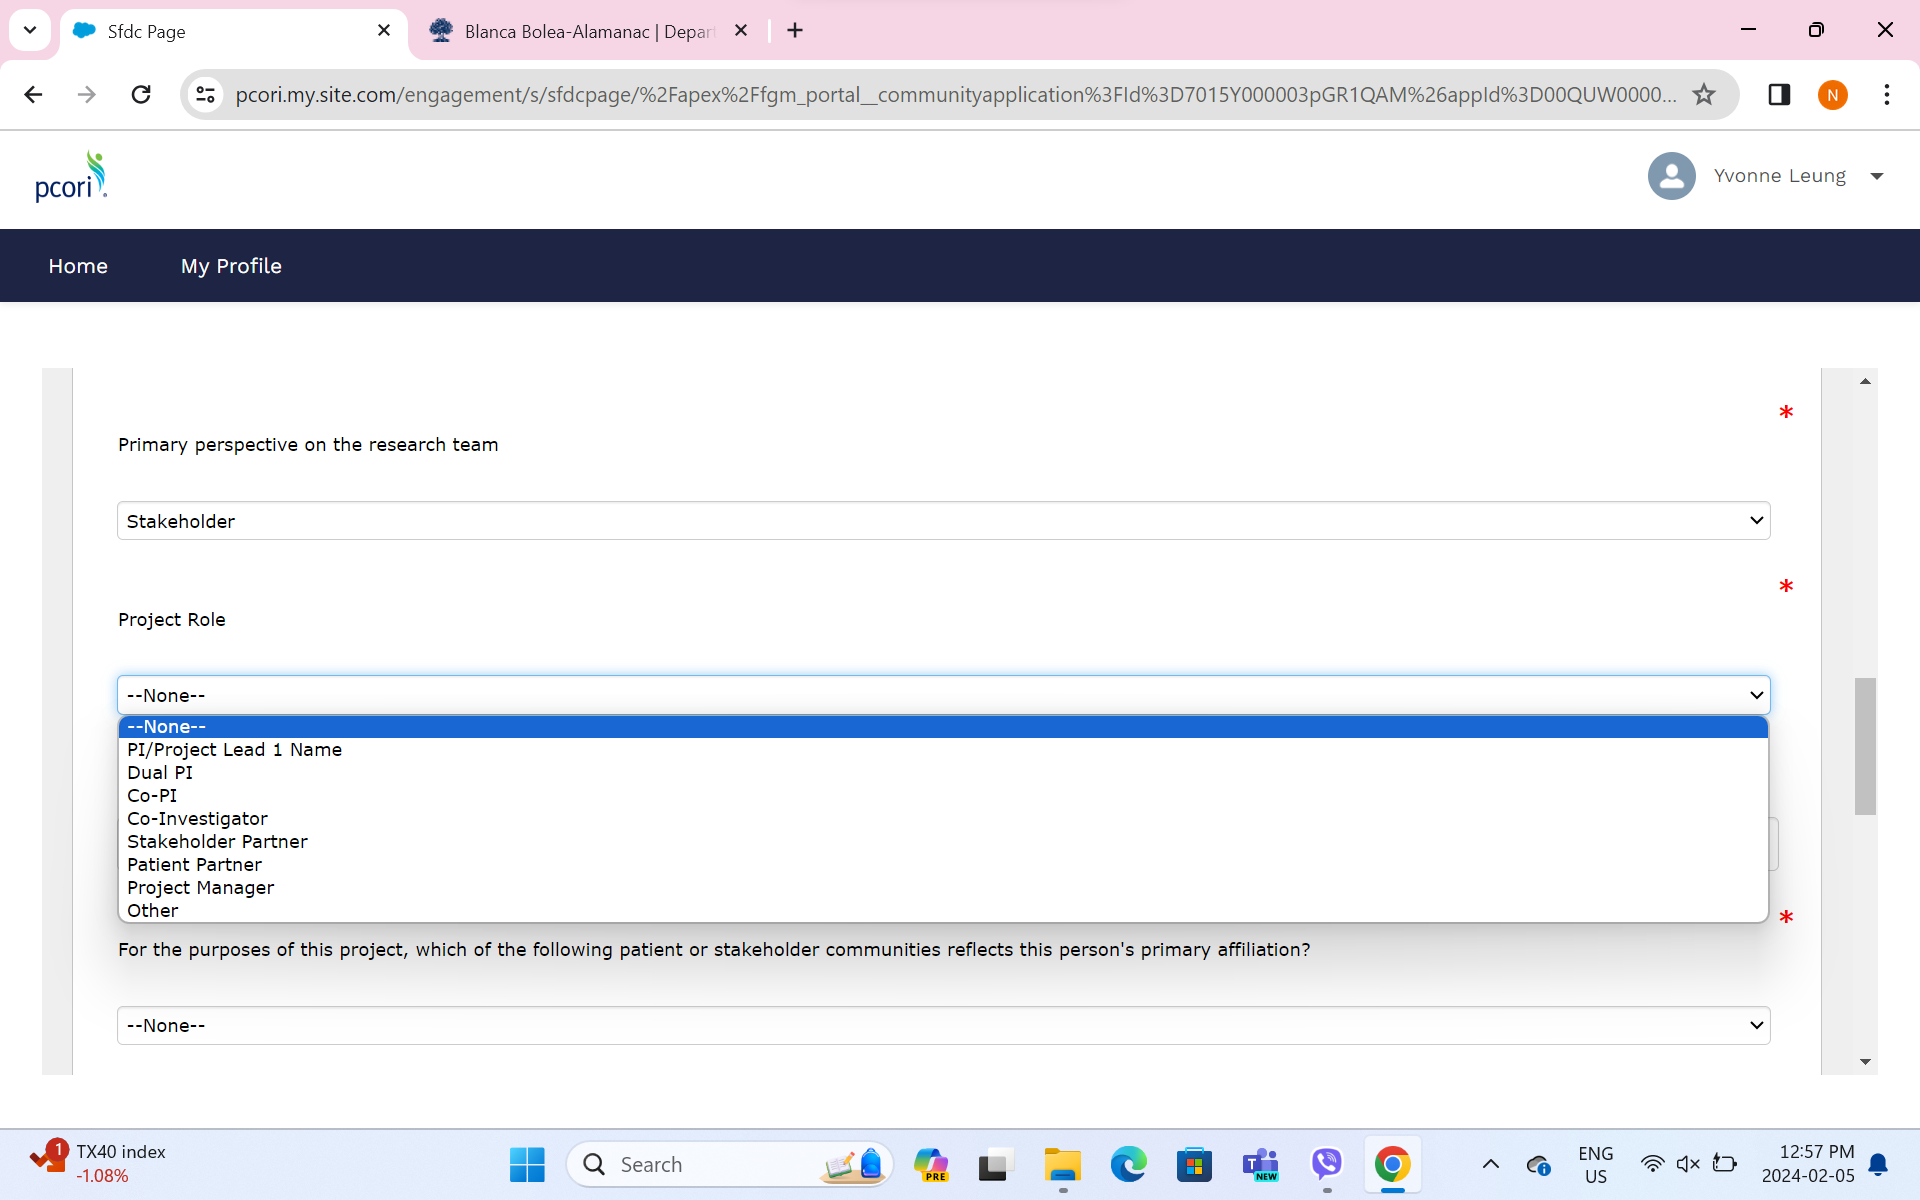 Sfdc Page
Blanca Bolea-Alamanac | Depar
pcori.my.site.com/engagement/s/sfdcpage/%2Fapex%2Ffgm_portal__communityapplication%3FId%3D7015Y000003pGR1QAM%26appId%3D00QUW0000...
N
pcori
Yvonne Leung
Home
My Profile
*
Primary perspective on the research team
Stakeholder
*
Project Role
--None--
--None--
PI/Project Lead 1 Name
Dual PI
Co-PI
Co-Investigator
Stakeholder Partner
Patient Partner
Project Manager
Other
*
For the purposes of this project, which of the following patient or stakeholder communities reflects this person's primary affiliation?
--None--
1
TX40 index
-1.08%
Search
PRE
NEW
ENG
US
12:57 PM
2024-02-05